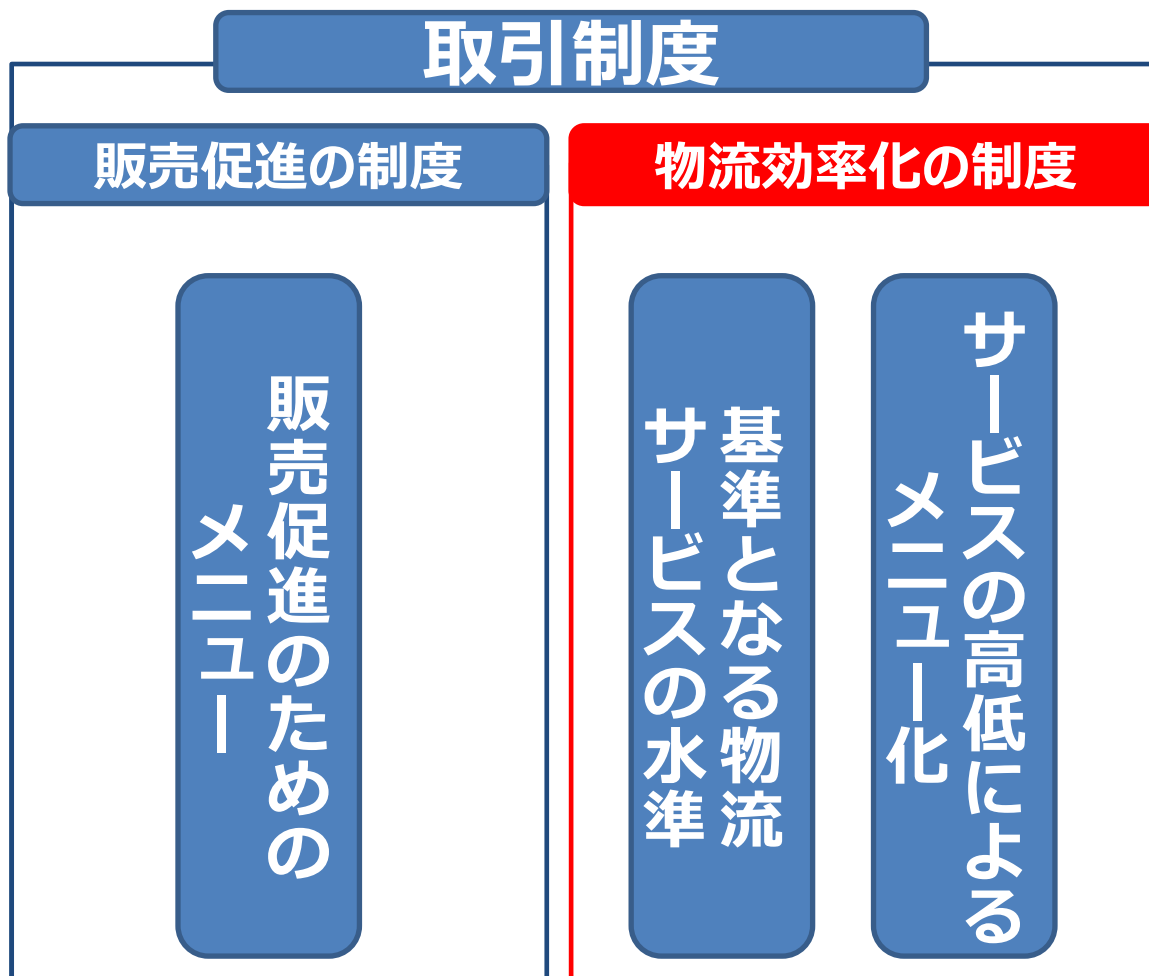 取引制度
販売促進の制度
物流効率化の制度
販売促進のための
メニュー
基準となる物流
サービスの水準
サービスの高低による
メニュー化